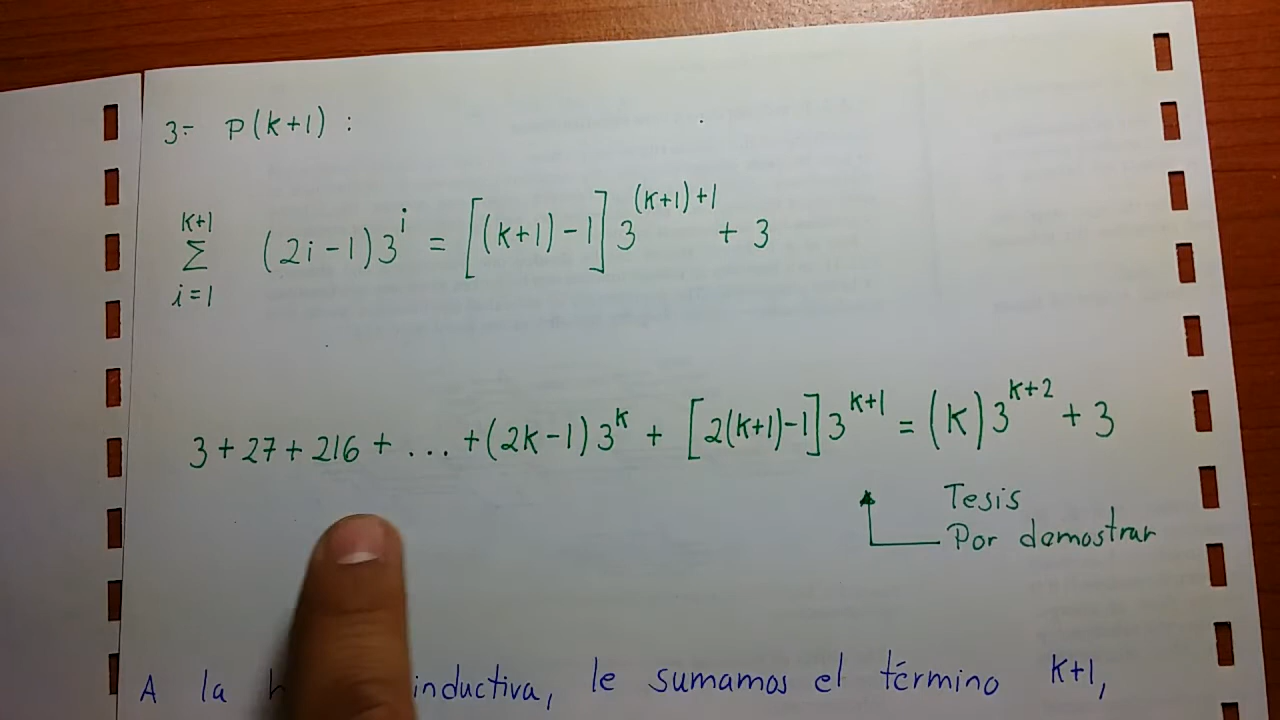 3- P(k+1) :
k+1
Σ (2i-1)3^i = [(k+1)-1]3^(k+1)+1 + 3
i=1
3+27+216+...+(2k-1)3^k + [2(k+1)-1]3^k+1 = (k)3^k+2 + 3
Tesis
Por demostrar
A la inductiva, le sumamos el término k+1,